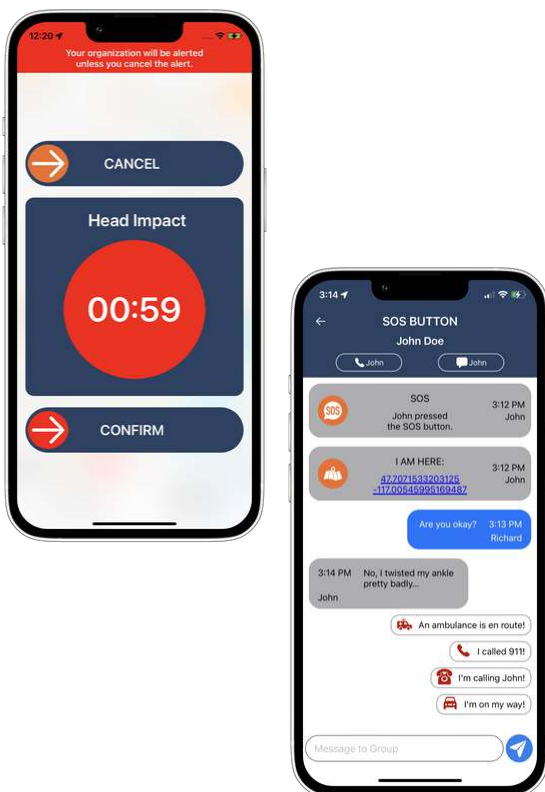 12:20
Your organization will be alerted
unless you cancel the alert.
CANCEL
Head Impact
00:59
CONFIRM
3:14
SOS BUTTON
John Doe
John
John
SOS
SOS
John pressed
the SOS button.
3:12 PM
John
I AM HERE:
47.7071533203125
-117.00545995169487
3:12 PM
John
Are you okay?
3:13 PM
Richard
3:14 PM
John
No, I twisted my ankle
pretty badly...
An ambulance is en route!
I called 911!
I'm calling John!
I'm on my way!
Message to Group